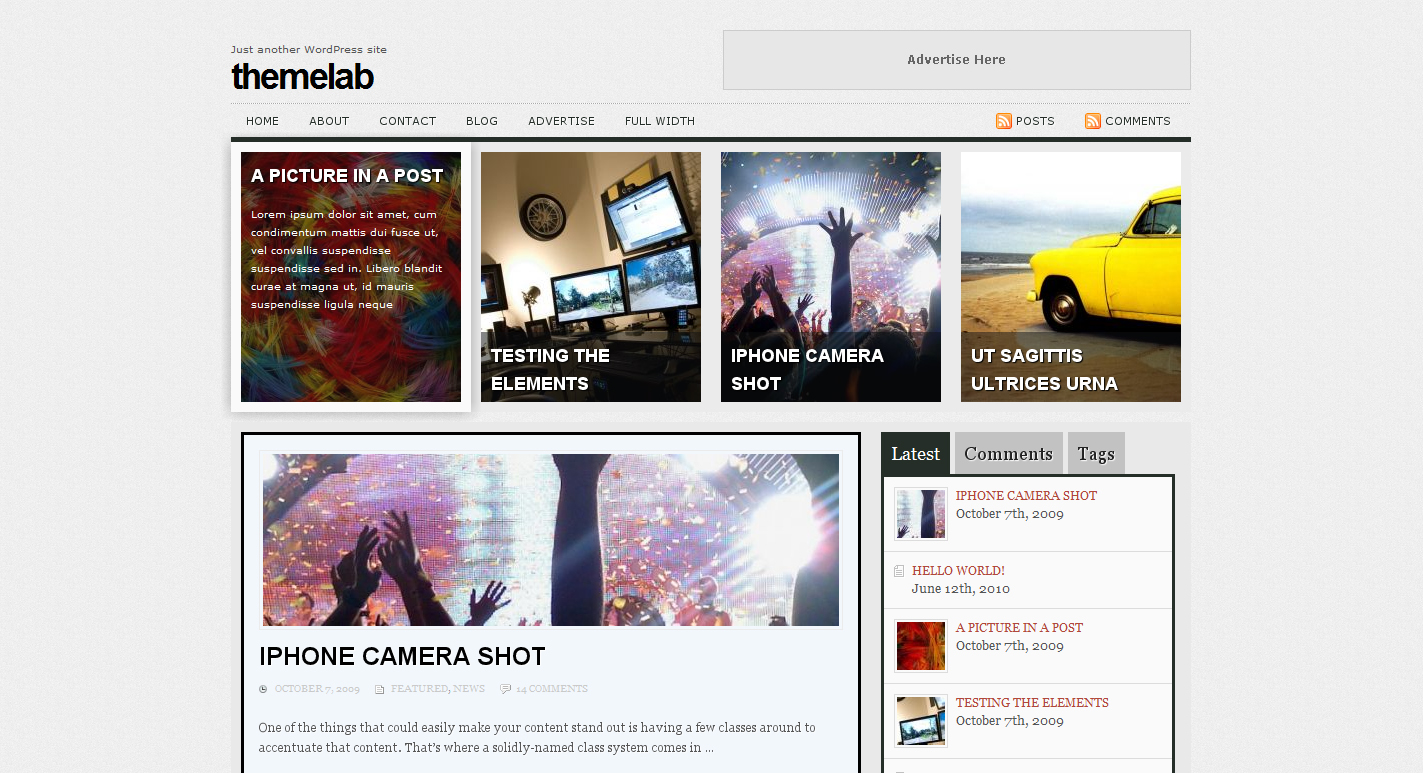 Just another WordPress site
themelab
Advertise Here
HOME ABOUT CONTACT BLOG ADVERTISE FULL WIDTH POSTS COMMENTS
A PICTURE IN A POST
Lorem ipsum dolor sit amet, cum
condimentum mattis dui fusce ut,
vel convallis suspendisse
suspendisse sed in. Libero blandit
curae at magna ut, id mauris
suspendisse ligula neque
TESTING THE
ELEMENTS
IPHONE CAMERA
SHOT
UT SAGITTIS
ULTRICES URNA
IPHONE CAMERA SHOT
OCTOBER 7, 2009 FEATURED, NEWS 14 COMMENTS
One of the things that could easily make your content stand out is having a few classes around to
accentuate that content. That's where a solidly-named class system comes in ...
Latest Comments Tags
IPHONE CAMERA SHOT
October 7th, 2009
HELLO WORLD!
June 12th, 2010
A PICTURE IN A POST
October 7th, 2009
TESTING THE ELEMENTS
October 7th, 2009